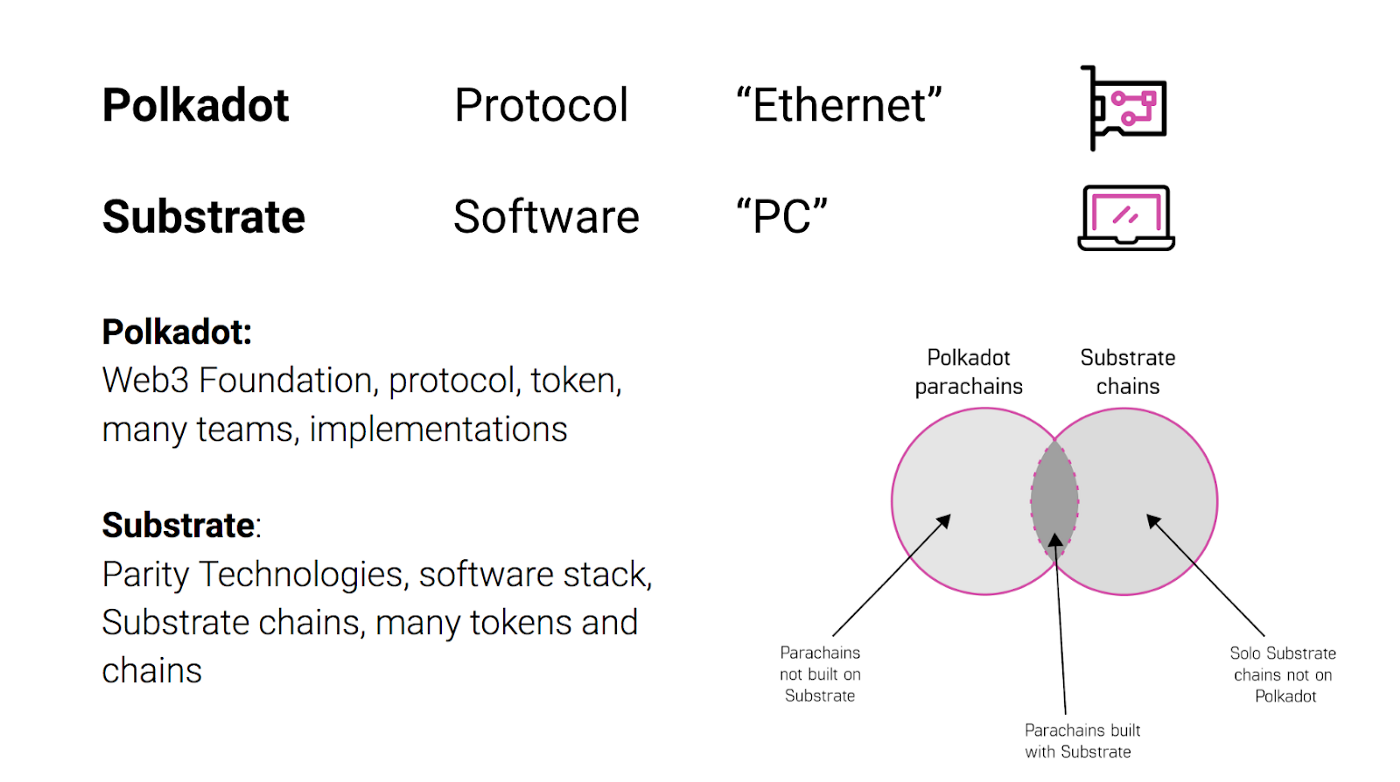 Polkadot Protocol “Ethernet”
Substrate Software “PC”
Polkadot:
Web3 Foundation, protocol, token,
many teams, implementations
Substrate:
Parity Technologies, software stack,
Substrate chains, many tokens and
chains
Polkadot
parachains
Substrate
chains
Parachains
not built on
Substrate
Parachains built
with Substrate
Solo Substrate
chains not on
Polkadot